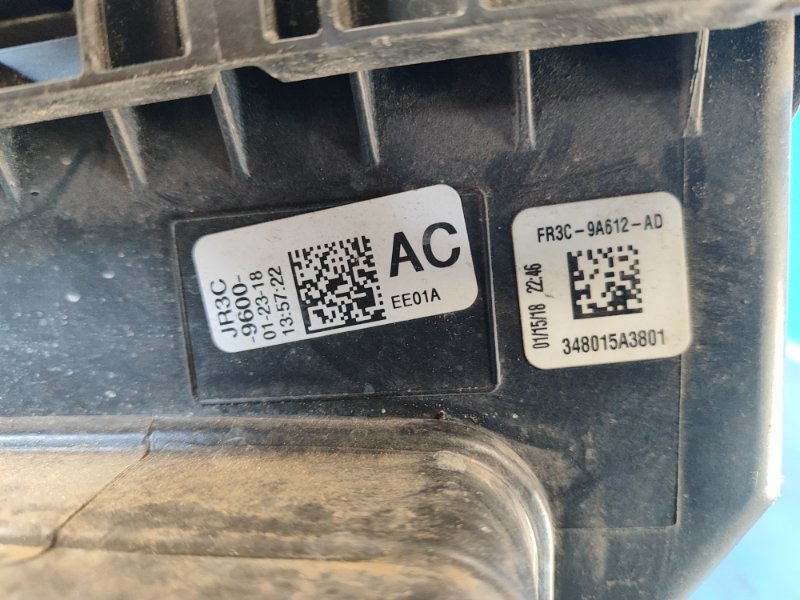 JR3C
-9600-
01-23-18
13:57:22
AC
EE01A
FR3C-9A612-AD
01/15/18 22:46
348015A3801